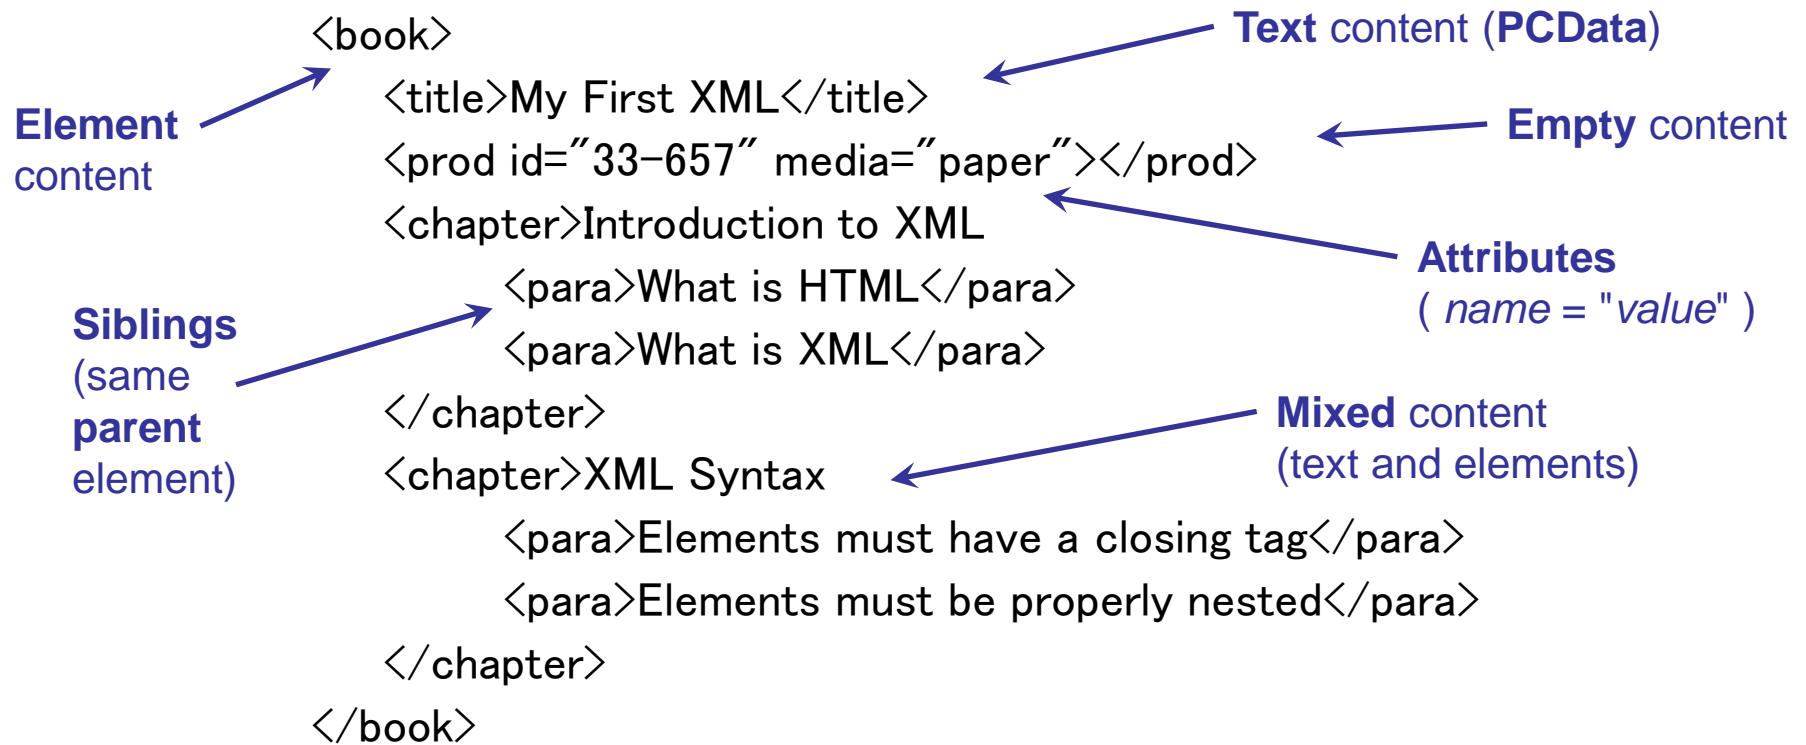 <book>
<title>My First XML</title>
<prod id="33-657" media="paper"></prod>
<chapter>Introduction to XML
<para>What is HTML</para>
<para>What is XML</para>
</chapter>
<chapter>XML Syntax
<para>Elements must have a closing tag</para>
<para>Elements must be properly nested</para>
</chapter>
</book>
Element
content
Siblings
(same
parent
element)
Text content (PCData)
Empty content
Attributes
( name = "value" )
Mixed content
(text and elements)